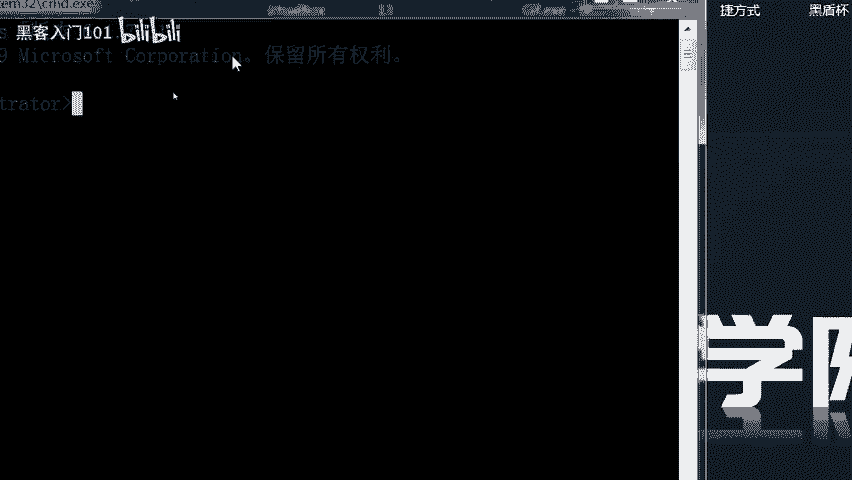 tem32\cmd.exe
捷方式
黑盾杯
s
黑客入门101 bilibili
9 Microsoft Corporation。保留所有权利。
trator>
学院